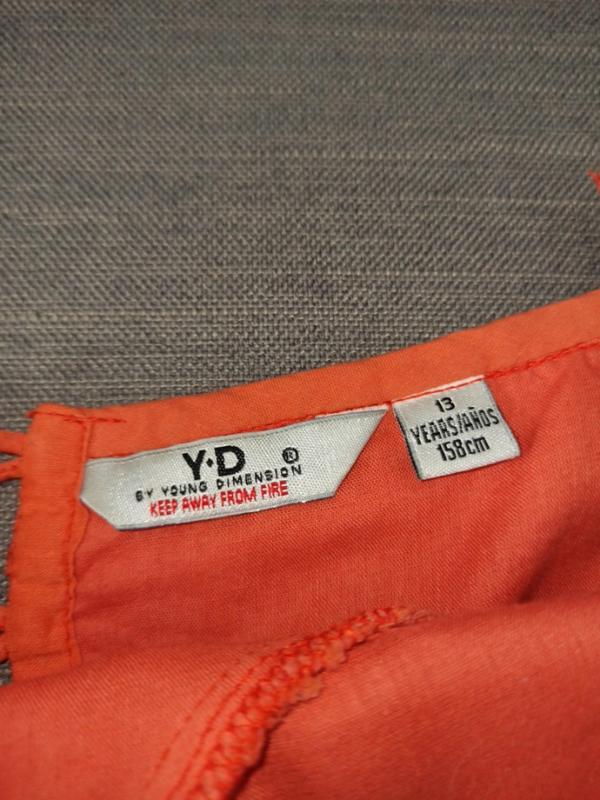 Y·D ®
BY YOUNG DIMENSION
KEEP AWAY FROM FIRE
13
YEARS/AÑOS
158cm